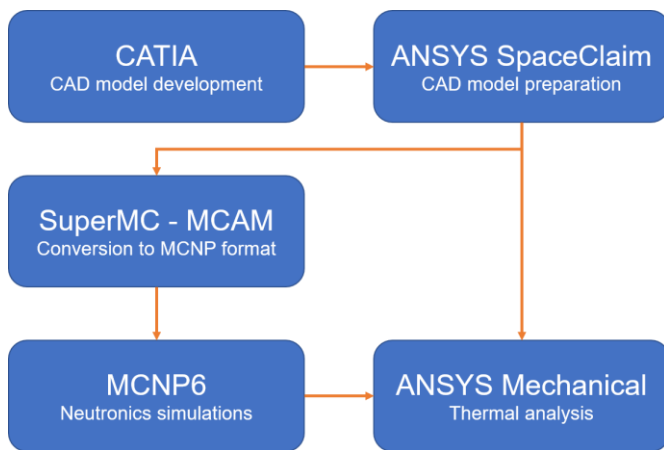 CATIA
CAD model development
ANSYS SpaceClaim
CAD model preparation
SuperMC - MCAM
Conversion to MCNP format
MCNP6
Neutronics simulations
ANSYS Mechanical
Thermal analysis